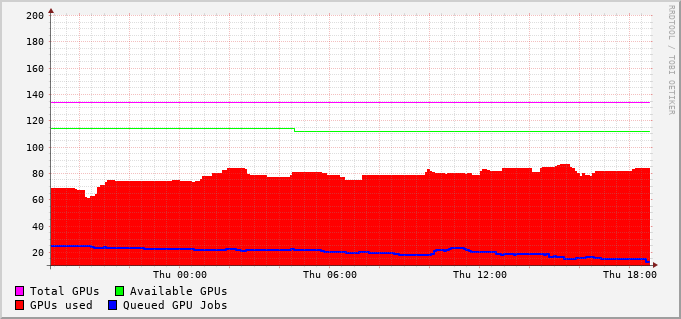 RRDTOOL / TOBI OETIKER
200
180
160
140
120
100
80
60
40
20
Thu 00:00 Thu 06:00 Thu 12:00 Thu 18:00
Total GPUs Available GPUs
GPUs used Queued GPU Jobs